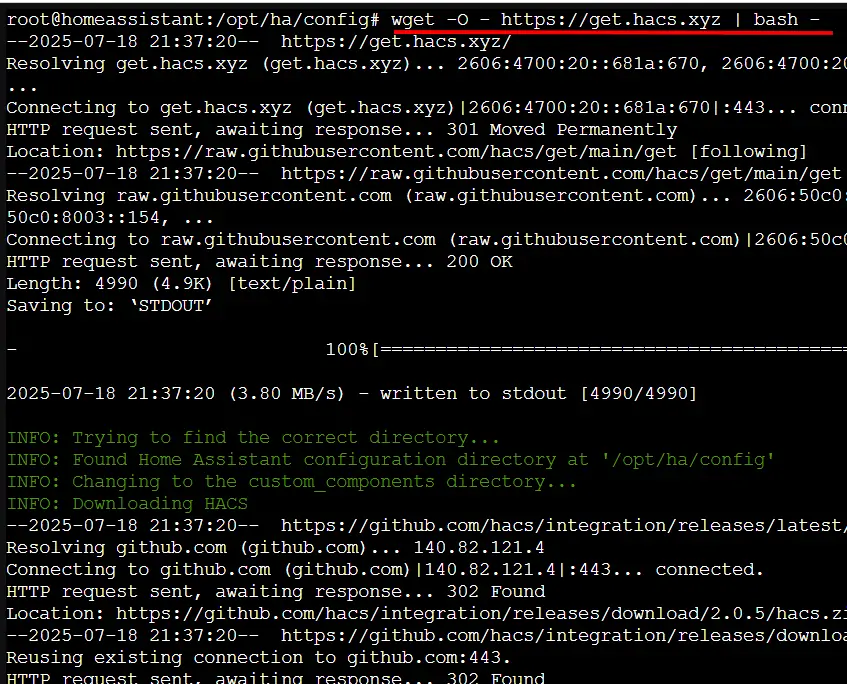 root@homeassistant:/opt/ha/config# wget -O - https://get.hacs.xyz | bash -
--2025-07-18 21:37:20--  https://get.hacs.xyz/
Resolving get.hacs.xyz (get.hacs.xyz)... 2606:4700:20::681a:670, 2606:4700:20
...
Connecting to get.hacs.xyz (get.hacs.xyz)|2606:4700:20::681a:670|:443... conn
HTTP request sent, awaiting response... 301 Moved Permanently
Location: https://raw.githubusercontent.com/hacs/get/main/get [following]
--2025-07-18 21:37:20--  https://raw.githubusercontent.com/hacs/get/main/get
Resolving raw.githubusercontent.com (raw.githubusercontent.com)... 2606:50c0:
50c0:8003::154, ...
Connecting to raw.githubusercontent.com (raw.githubusercontent.com)|2606:50c0
HTTP request sent, awaiting response... 200 OK
Length: 4990 (4.9K) [text/plain]
Saving to: ‘STDOUT’
-                             100%[===========================================
2025-07-18 21:37:20 (3.80 MB/s) - written to stdout [4990/4990]
INFO: Trying to find the correct directory...
INFO: Found Home Assistant configuration directory at '/opt/ha/config'
INFO: Changing to the custom_components directory...
INFO: Downloading HACS
--2025-07-18 21:37:20--  https://github.com/hacs/integration/releases/latest/
Resolving github.com (github.com)... 140.82.121.4
Connecting to github.com (github.com)|140.82.121.4|:443... connected.
HTTP request sent, awaiting response... 302 Found
Location: https://github.com/hacs/integration/releases/download/2.0.5/hacs.zi
--2025-07-18 21:37:20--  https://github.com/hacs/integration/releases/downloa
Reusing existing connection to github.com:443.
HTTP request sent, awaiting response... 302 Found